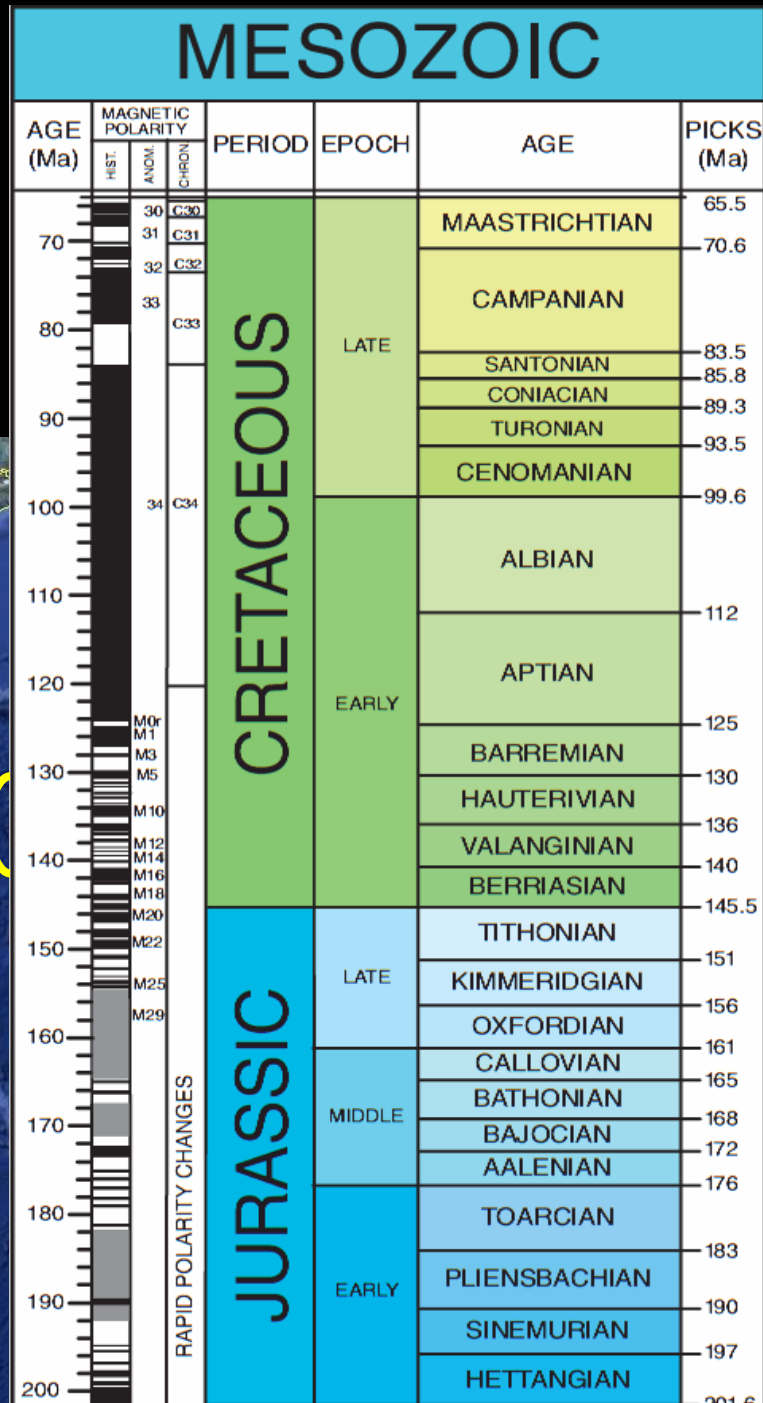 MESOZOIC
AGE (Ma)
MAGNETIC POLARITY
HIST.
ANOM.
CHRON.
PERIOD
EPOCH
AGE
PICKS (Ma)
70
80
90
100
110
120
130
140
150
160
170
180
190
200
30
31
32
33
34
M0r
M1
M3
M5
M10
M12
M14
M16
M18
M20
M22
M25
M29
C30
C31
C32
C33
C34
RAPID POLARITY CHANGES
CRETACEOUS
JURASSIC
LATE
EARLY
LATE
MIDDLE
EARLY
MAASTRICHTIAN
CAMPANIAN
SANTONIAN
CONIACIAN
TURONIAN
CENOMANIAN
ALBIAN
APTIAN
BARREMIAN
HAUTERIVIAN
VALANGINIAN
BERRIASIAN
TITHONIAN
KIMMERIDGIAN
OXFORDIAN
CALLOVIAN
BATHONIAN
BAJOCIAN
AALENIAN
TOARCIAN
PLIENSBACHIAN
SINEMURIAN
HETTANGIAN
65.5
70.6
83.5
85.8
89.3
93.5
99.6
112
125
130
136
140
145.5
151
156
161
165
168
172
176
183
190
197
201.6